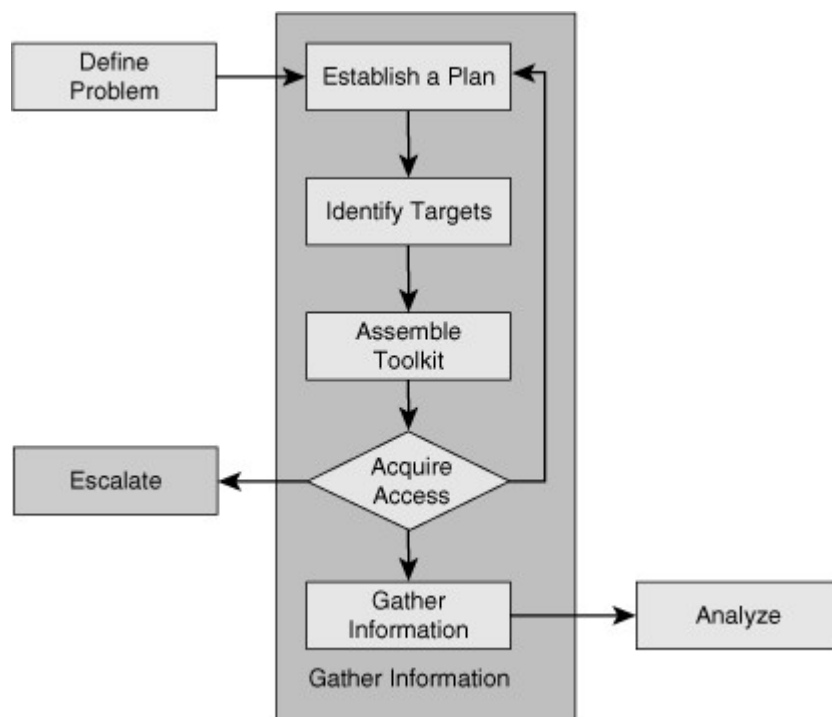 Define
Problem
Establish a Plan
Identify Targets
Assemble
Toolkit
Escalate
Acquire
Access
Gather
Information
Analyze
Gather Information